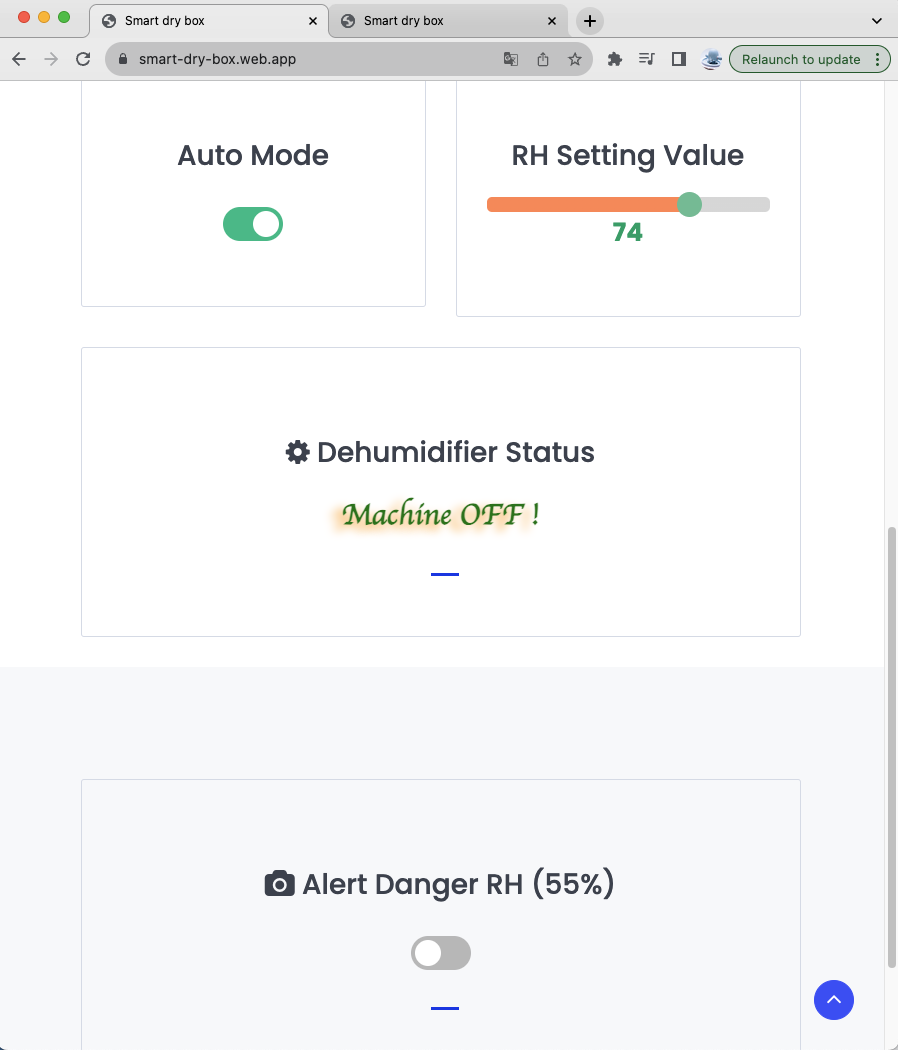 Smart dry box
Smart dry box
smart-dry-box.web.app
Relaunch to update
Auto Mode
RH Setting Value
74
Dehumidifier Status
Machine OFF !
Alert Danger RH (55%)